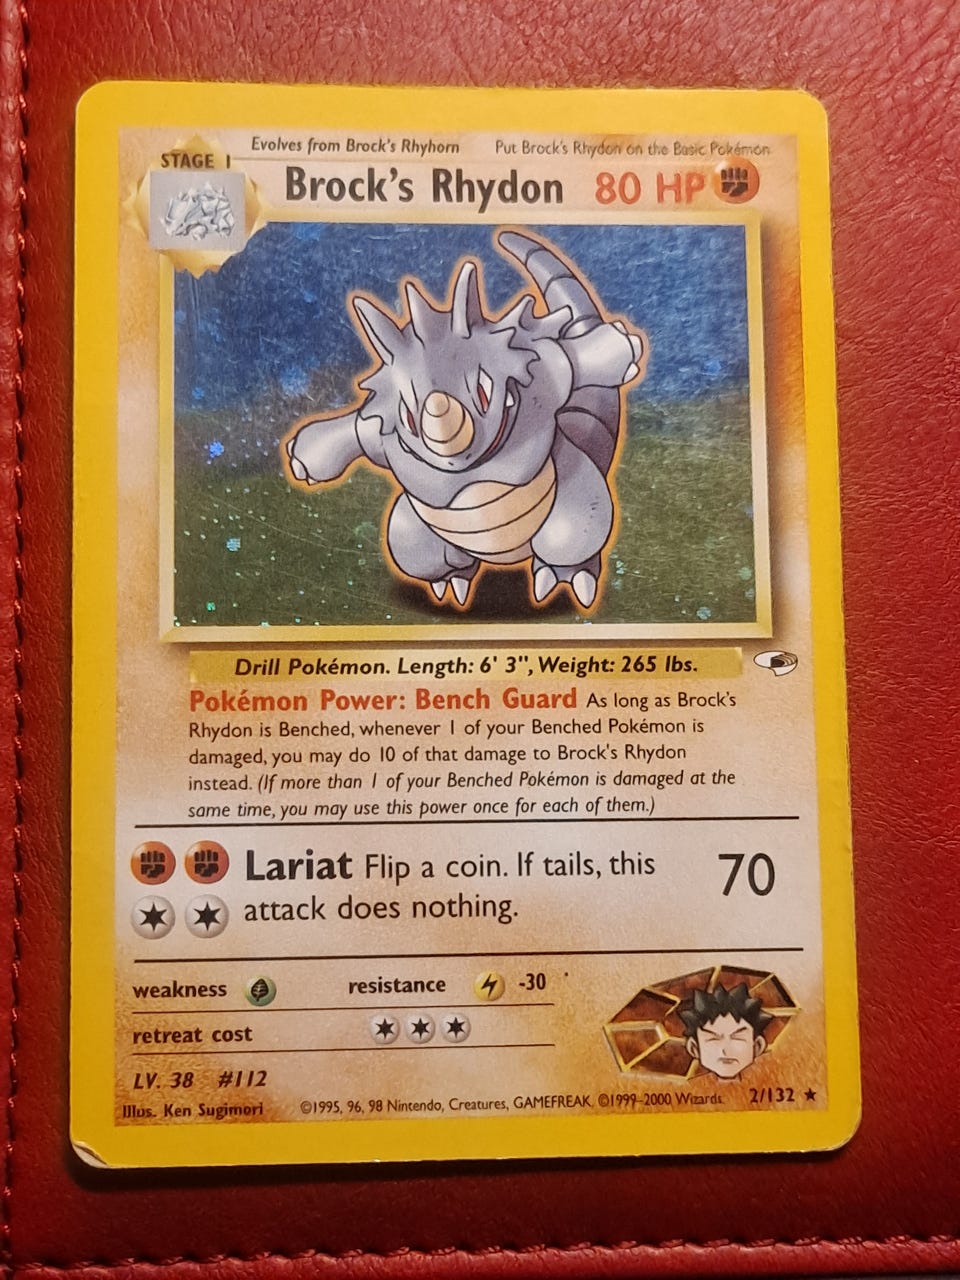 Evolves from Brock's Rhyhorn Put Brock's Rhydon on the Basic Pokémon
STAGE 1
Brock's Rhydon 80 HP
Drill Pokémon. Length: 6' 3", Weight: 265 lbs.
Pokémon Power: Bench Guard As long as Brock's
Rhydon is Benched, whenever 1 of your Benched Pokémon is
damaged, you may do 10 of that damage to Brock's Rhydon
instead. (If more than 1 of your Benched Pokémon is damaged at the
same time, you may use this power once for each of them.)
Lariat Flip a coin. If tails, this 70
attack does nothing.
weakness resistance -30
retreat cost
LV. 38 #112
Illus. Ken Sugimori ©1995, 96, 98 Nintendo, Creatures, GAMEFREAK. ©1999-2000 Wizards. 2/132 ★